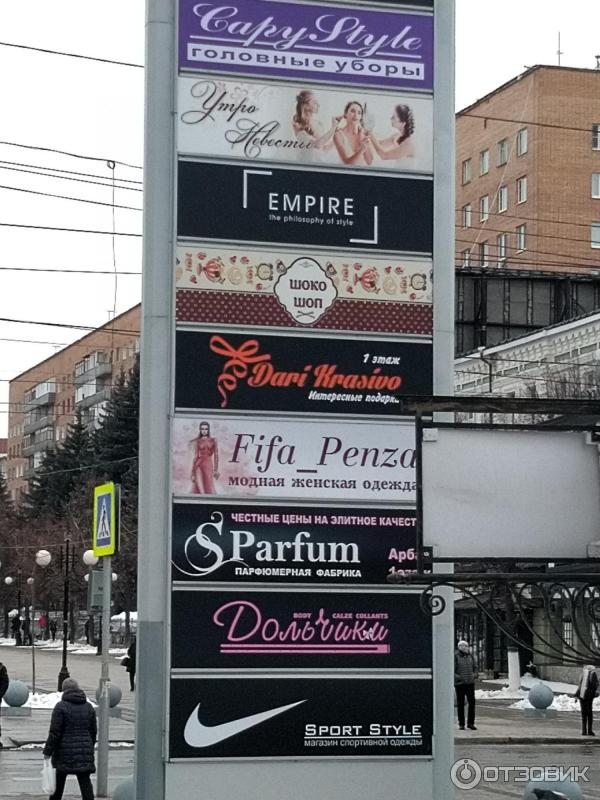 СаруStyle
головные уборы
Утро
Невесты
EMPIRE
the philosophy of style
ШОКО
ШОП
1 этаж
Dari Krasivo
Интересные подарки
Fifa_Penza
модная женская одежда
ЧЕСТНЫЕ ЦЕНЫ НА ЭЛИТНОЕ КАЧЕСТ
SParfum
Арба
ПАРФЮМЕРНАЯ ФАБРИКА
1этаж
BODY CALZE COLLANTS
Дольчики
SPORT STYLE
магазин спортивной одежды
ОТЗОВИК